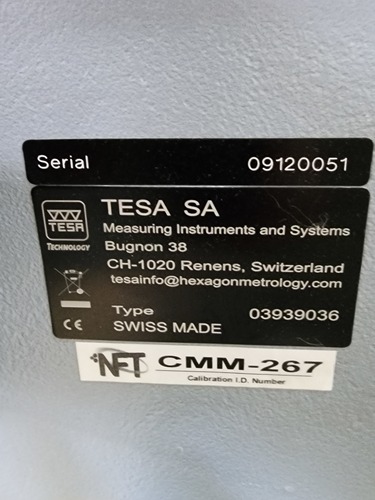 Serial 09120051
TESA
TECHNOLOGY
TESA SA
Measuring Instruments and Systems
Bugnon 38
CH-1020 Renens, Switzerland
tesainfo@hexagonmetrology.com
Type 03939036
CE SWISS MADE
NFT CMM-267
Calibration I.D. Number